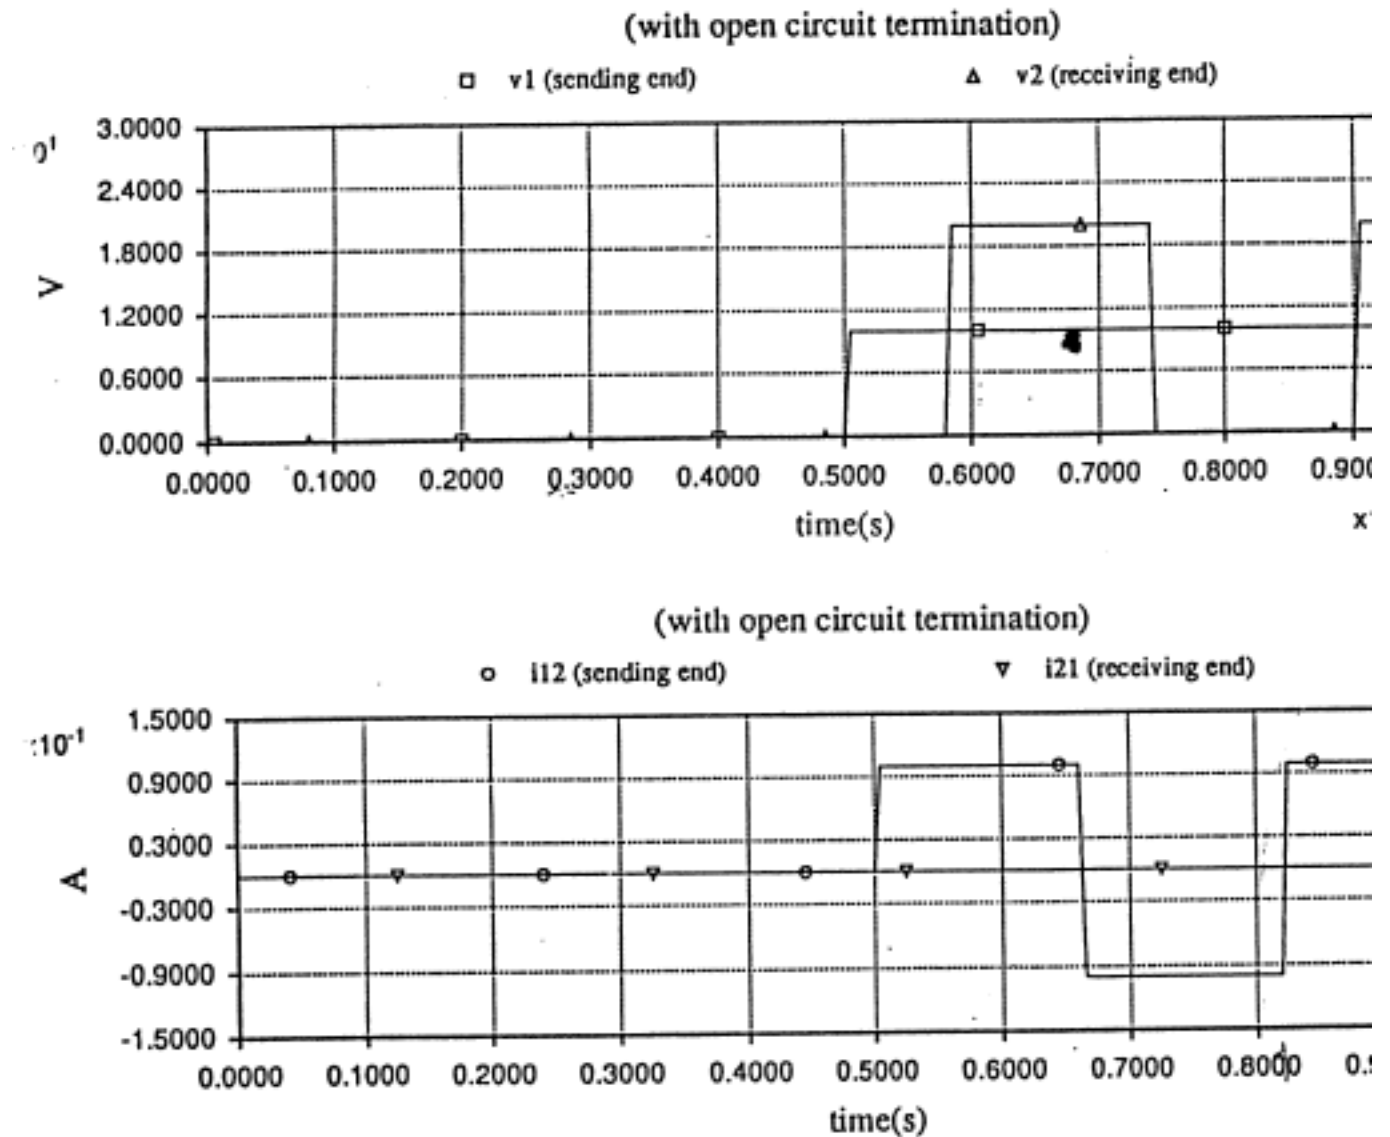 (with open circuit termination)
v1 (sending end) v2 (receiving end)
3.0000
2.4000
1.8000
1.2000
0.6000
0.0000
V
0.0000 0.1000 0.2000 0.3000 0.4000 0.5000 0.6000 0.7000 0.8000 0.900
time(s)
(with open circuit termination)
i12 (sending end) i21 (receiving end)
1.5000
:10-1
0.9000
0.3000
A
-0.3000
-0.9000
-1.5000
0.0000 0.1000 0.2000 0.3000 0.4000 0.5000 0.6000 0.7000 0.8000
time(s)